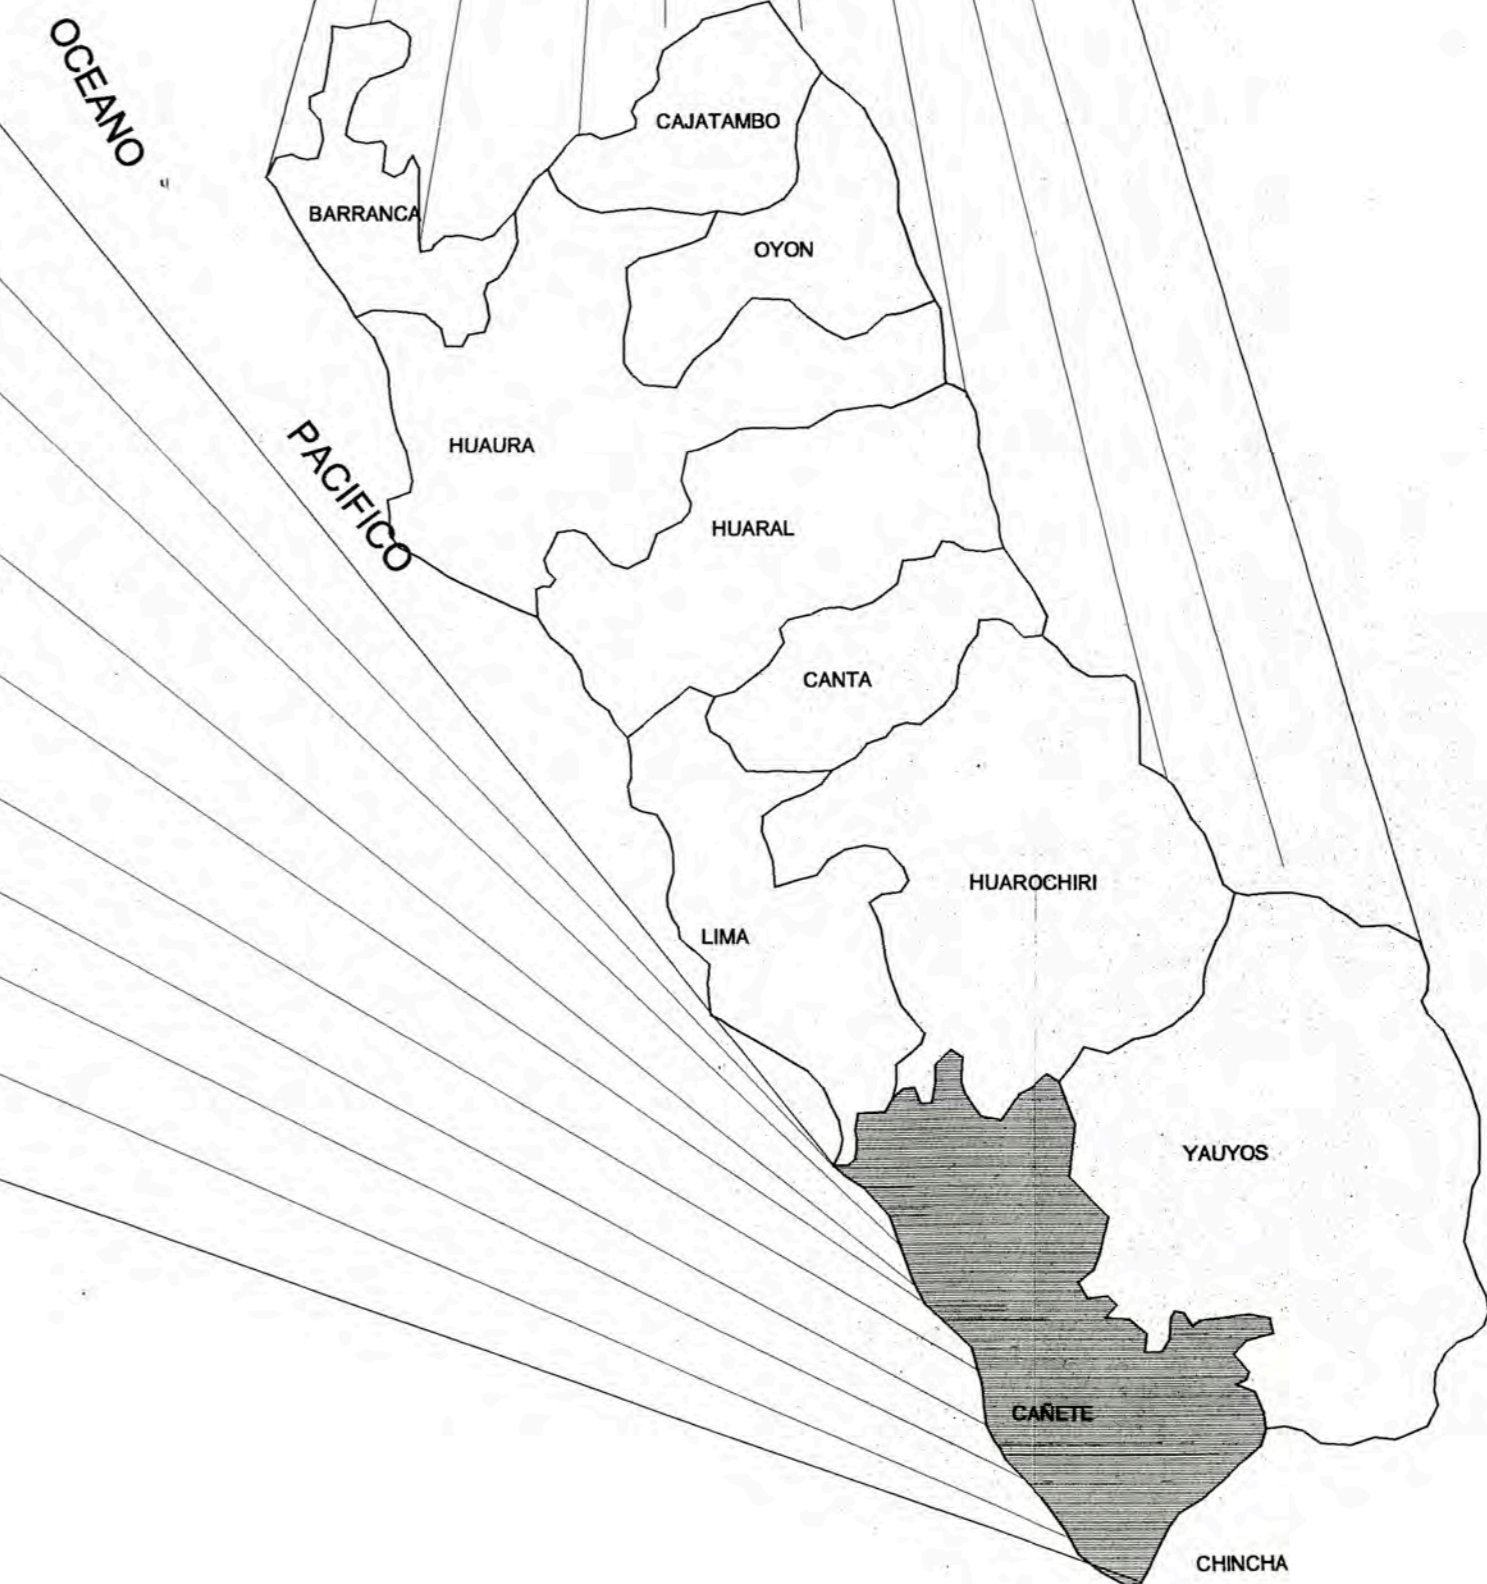 OCEANO
CAJATAMBO
BARRANCA
OYON
PACIFICO
HUAURA
HUARAL
CANTA
HUAROCHIRI
LIMA
YAUYOS
CAÑETE
CHINCHA